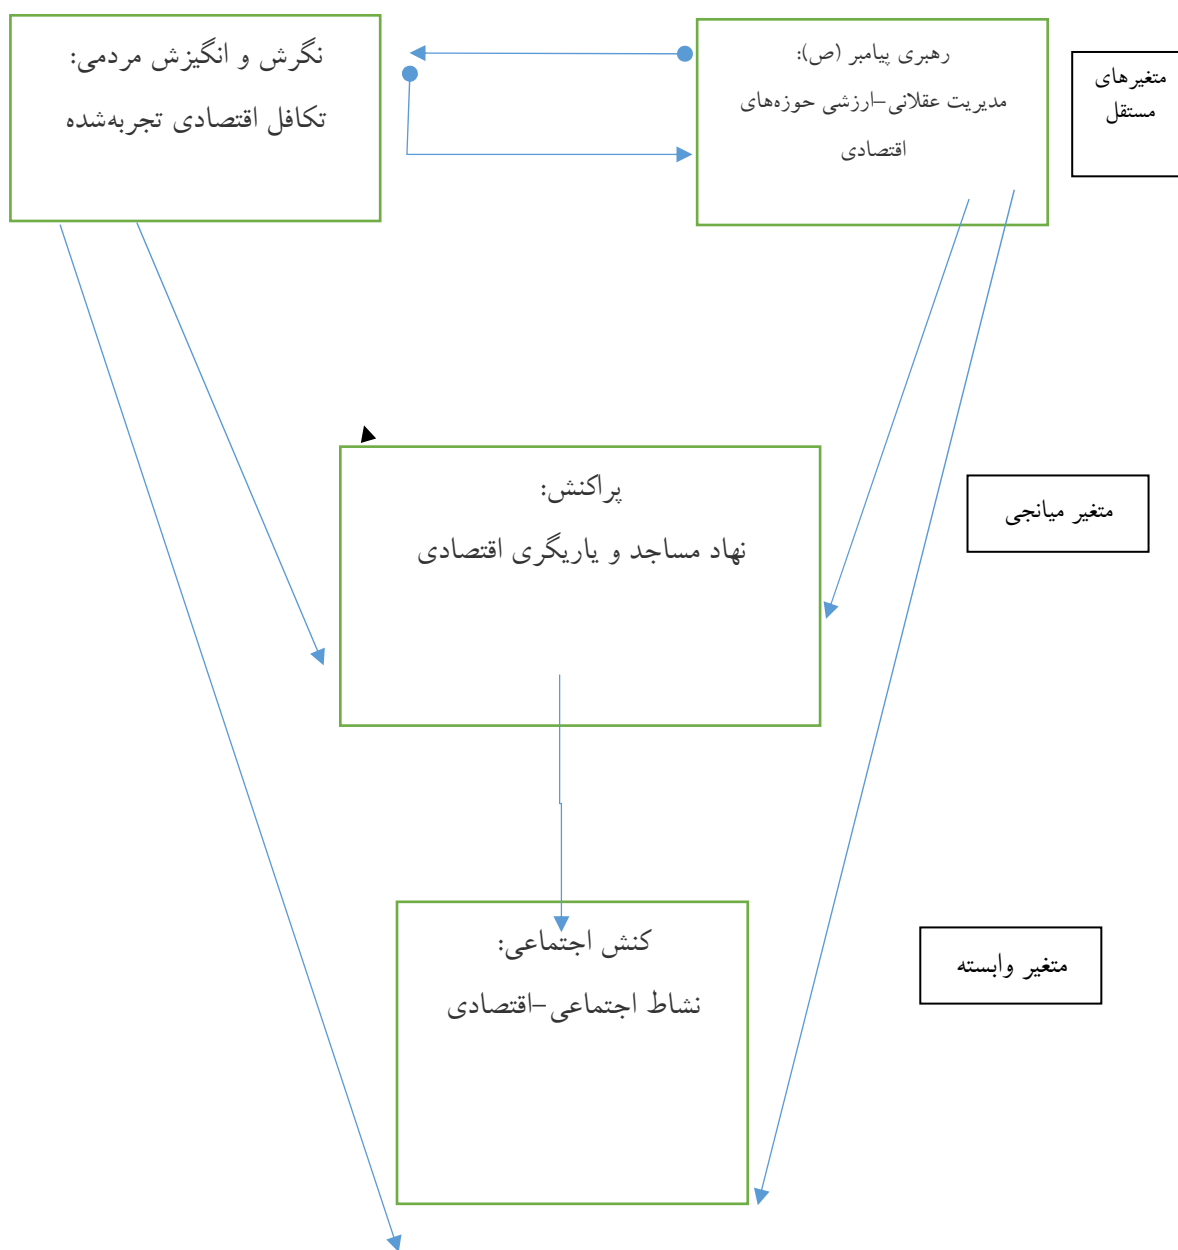 متغیرهای
مستقل
رهبری پیامبر (ص):
مدیریت عقلانی-ارزشی حوزه‌های
اقتصادی
نگرش و انگیزش مردمی:
تکافل اقتصادی تجربه‌شده
متغیر میانجی
پراکنش:
نهاد مساجد و یاریگری اقتصادی
متغیر وابسته
کنش اجتماعی:
نشاط اجتماعی-اقتصادی